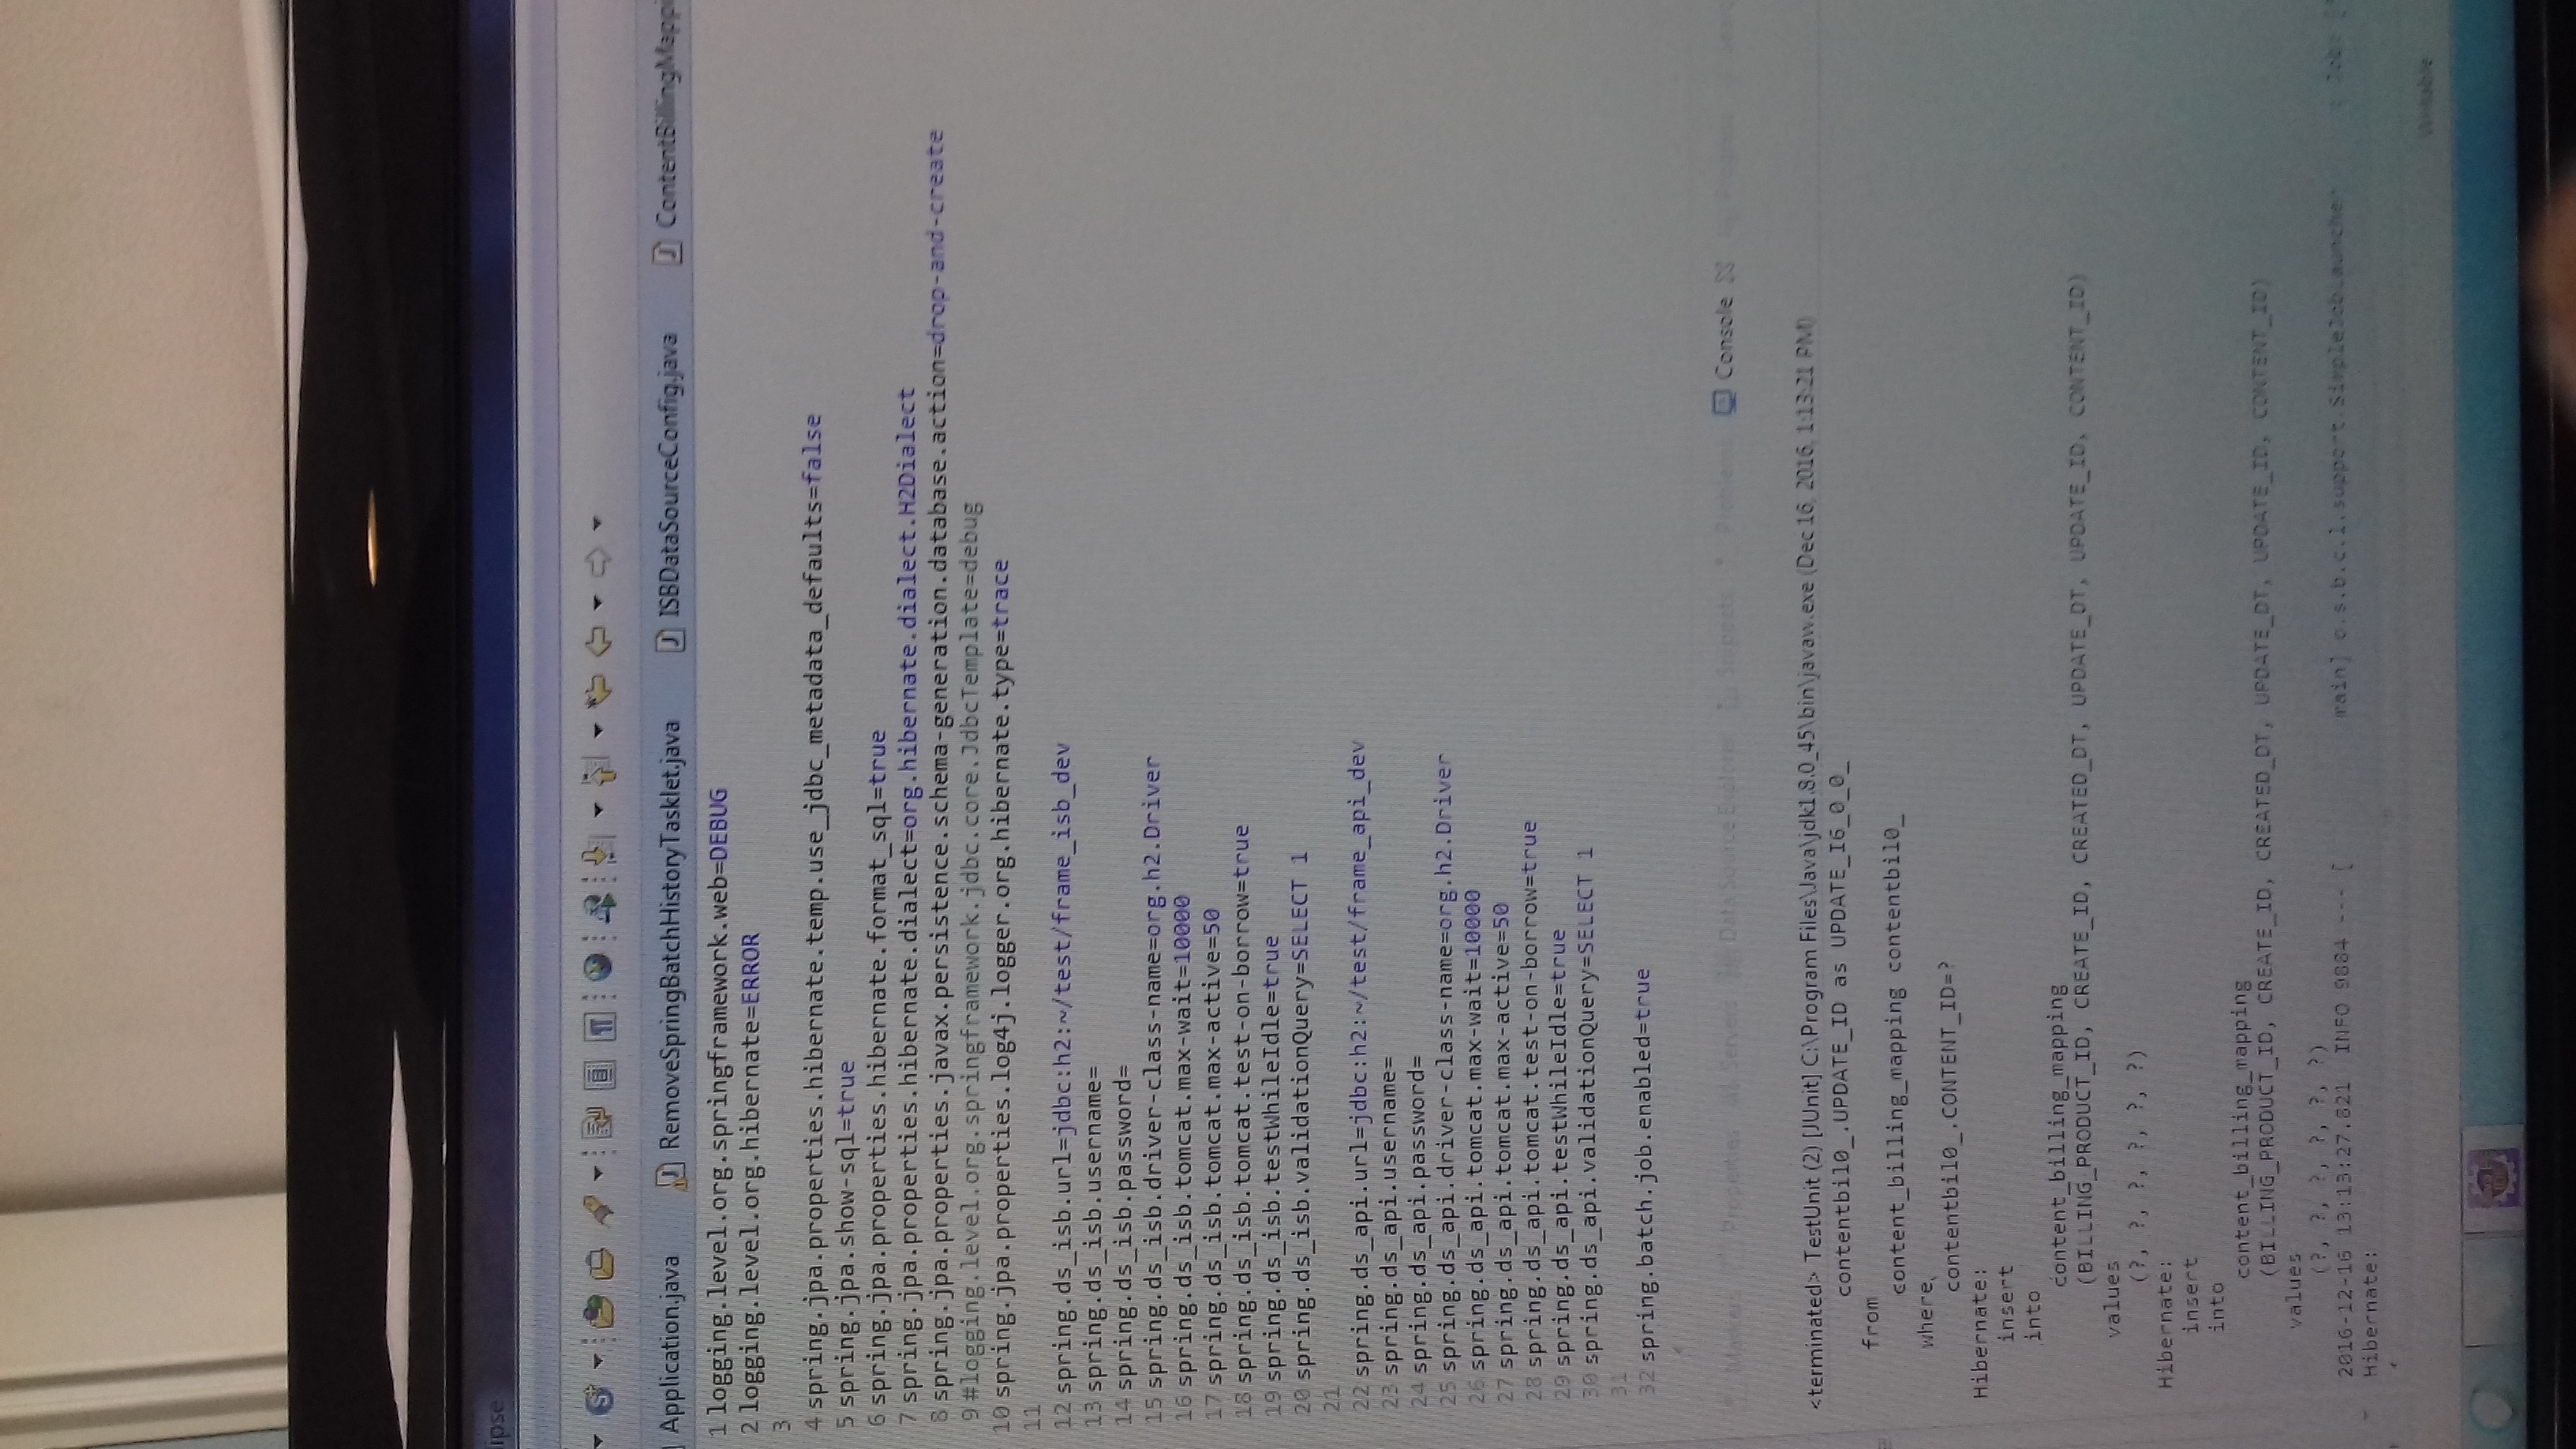 lipse
Application.java RemoveSpringBatchHistoryTasklet.java ISBDataSourceConfig.java ContentBillingMappi
1 logging.level.org.springframework.web=DEBUG
2 logging.level.org.hibernate=ERROR
3
4 spring.jpa.properties.hibernate.temp.use_jdbc_metadata_defaults=false
5 spring.jpa.show-sql=true
6 spring.jpa.properties.hibernate.format_sql=true
7 spring.jpa.properties.hibernate.dialect=org.hibernate.dialect.H2Dialect
8 spring.jpa.properties.javax.persistence.schema-generation.database.action=drop-and-create
9 #logging.level.org.springframework.jdbc.core.JdbcTemplate=debug
10 spring.jpa.properties.log4j.logger.org.hibernate.type=trace
11
12 spring.ds_isb.url=jdbc:h2:~/test/frame_isb_dev
13 spring.ds_isb.username=
14 spring.ds_isb.password=
15 spring.ds_isb.driver-class-name=org.h2.Driver
16 spring.ds_isb.tomcat.max-wait=10000
17 spring.ds_isb.tomcat.max-active=50
18 spring.ds_isb.tomcat.test-on-borrow=true
19 spring.ds_isb.testWhileIdle=true
20 spring.ds_isb.validationQuery=SELECT 1
21
22 spring.ds_api.url=jdbc:h2:~/test/frame_api_dev
23 spring.ds_api.username=
24 spring.ds_api.password=
25 spring.ds_api.driver-class-name=org.h2.Driver
26 spring.ds_api.tomcat.max-wait=10000
27 spring.ds_api.tomcat.max-active=50
28 spring.ds_api.tomcat.test-on-borrow=true
29 spring.ds_api.testWhileIdle=true
30 spring.ds_api.validationQuery=SELECT 1
31
32 spring.batch.job.enabled=true
Markers Properties Servers Data Source Explorer Snippets Problems Console
<terminated> TestUnit (2) [JUnit] C:\Program Files\Java\jdk1.8.0_45\bin\javaw.exe (Dec 16, 2016, 1:13:21 PM)
contentbil0_.UPDATE_ID as UPDATE_I6_0_0_
from
content_billing_mapping contentbil0_
where
contentbil0_.CONTENT_ID=?
Hibernate:
insert
into
content_billing_mapping
(BILLING_PRODUCT_ID, CREATE_ID, CREATED_DT, UPDATE_DT, UPDATE_ID, CONTENT_ID)
values
(?, ?, ?, ?, ?, ?)
Hibernate:
insert
into
content_billing_mapping
(BILLING_PRODUCT_ID, CREATE_ID, CREATED_DT, UPDATE_DT, UPDATE_ID, CONTENT_ID)
values
(?, ?, ?, ?, ?, ?)
2016-12-16 13:13:27.821 INFO 9884 --- [ main] o.s.b.c.l.support.SimpleJobLauncher : Job: [
Hibernate:
Writable